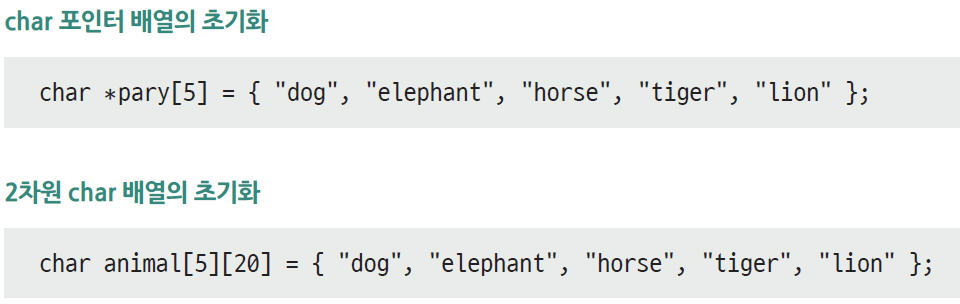 char 포인터 배열의 초기화
char *pary[5] = { "dog", "elephant", "horse", "tiger", "lion" };
2차원 char 배열의 초기화
char animal[5][20] = { "dog", "elephant", "horse", "tiger", "lion" };